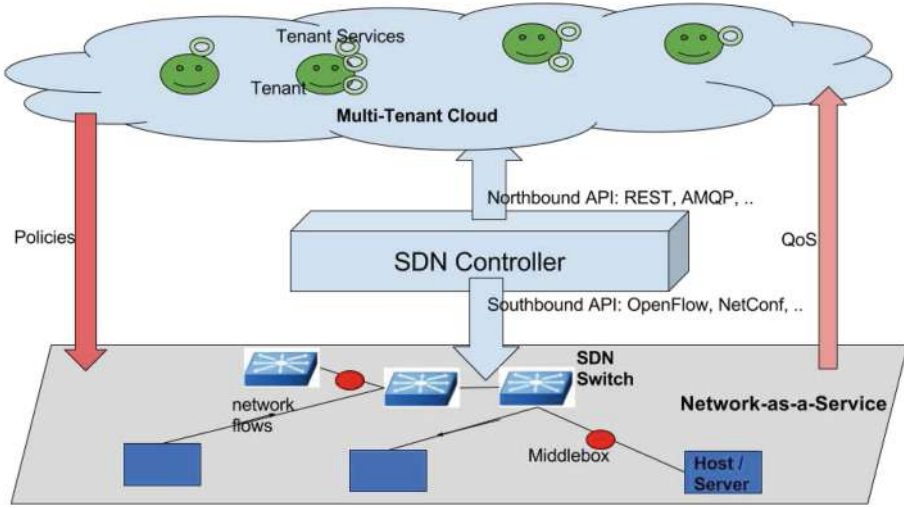 Tenant Services
Tenant
Multi-Tenant Cloud
Northbound API: REST, AMQP, ..
Policies
QoS
SDN Controller
Southbound API: OpenFlow, NetConf, ..
SDN
Switch
network
flows
Network-as-a-Service
Middlebox
Host /
Server